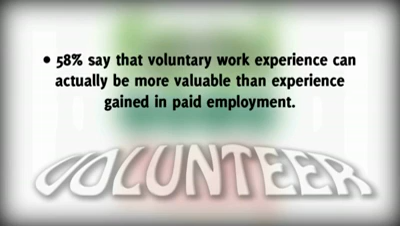 • 58% say that voluntary work experience can
actually be more valuable than experience
gained in paid employment.
VOLUNTEER